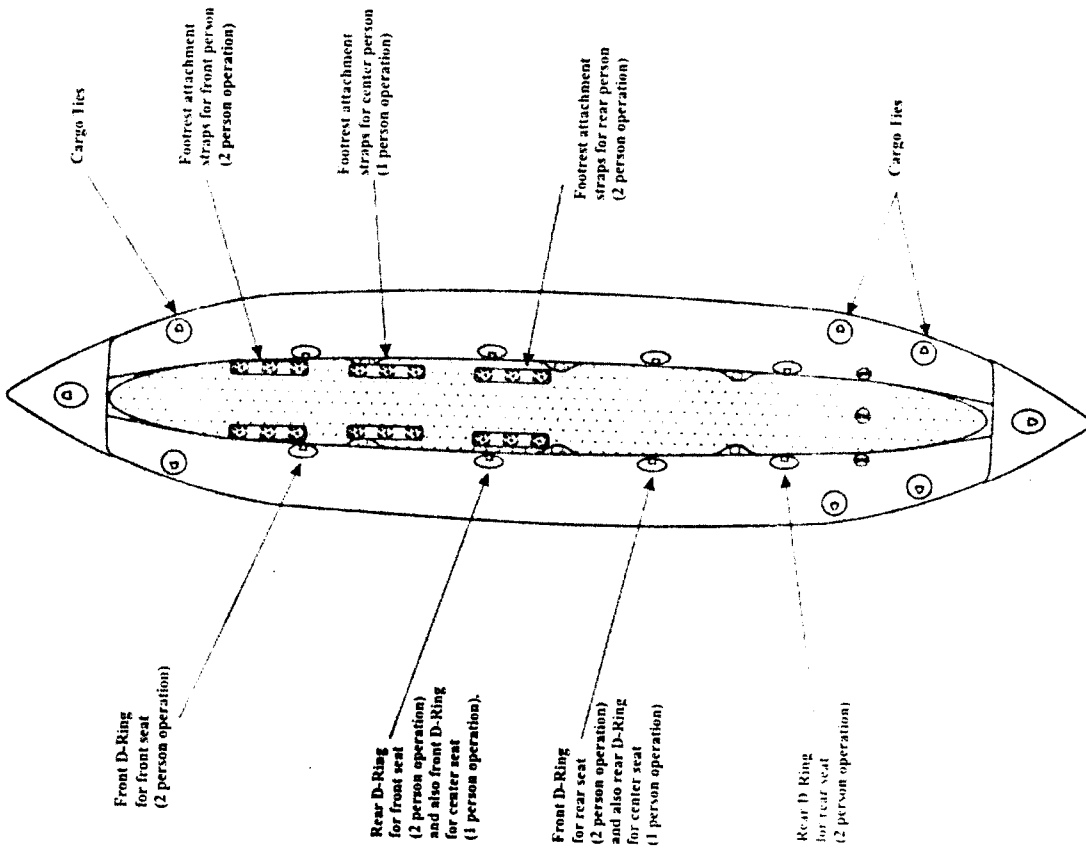 Cargo Ties
Footrest attachment
straps for front person
(2 person operation)
Footrest attachment
straps for center person
(1 person operation)
Footrest attachment
straps for rear person
(2 person operation)
Cargo Ties
Front D-Ring
for front seat
(2 person operation)
Rear D-Ring
for front seat
(2 person operation)
and also front D-Ring
for center seat
(1 person operation).
Front D-Ring
for rear seat
(2 person operation)
and also rear D-Ring
for center seat
(1 person operation)
Rear D-Ring
for rear seat
(2 person operation)